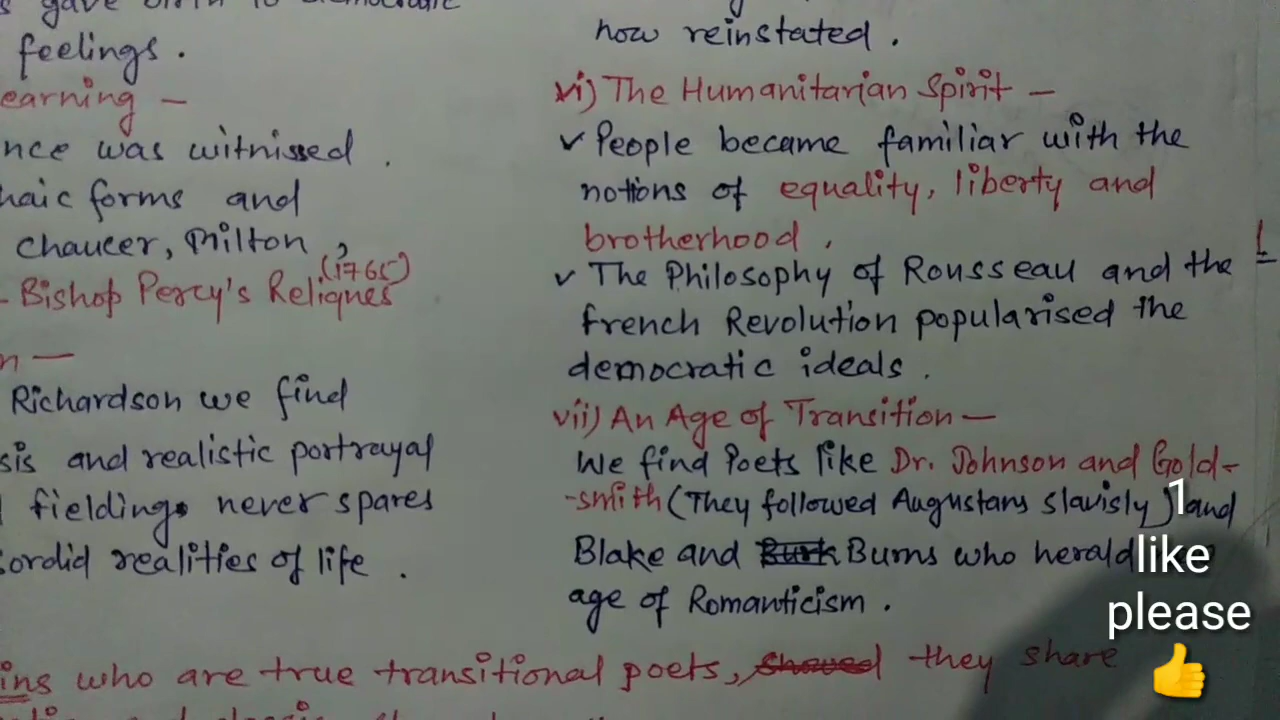 feelings.
earning –
nce was witnissed.
haic forms and
chaucer, Milton,
(1765)
- Bishop Percy's Reliques
n —
Richardson we find
sis and realistic portrayal
fielding never spares
sordid realities of life.
ins who are true transitional poets, they share
now reinstated.
vi) The Humanitarian Spirit –
✓ People became familiar with the
notions of equality, liberty and
brotherhood.
✓ The Philosophy of Rousseau and the
french Revolution popularised the
democratic ideals.
vii) An Age of Transition —
We find Poets like Dr. Johnson and Gold-
-smith (They followed Augustans slavisly) and
Blake and Burns who herald
age of Romanticism.
1
like
please
👍